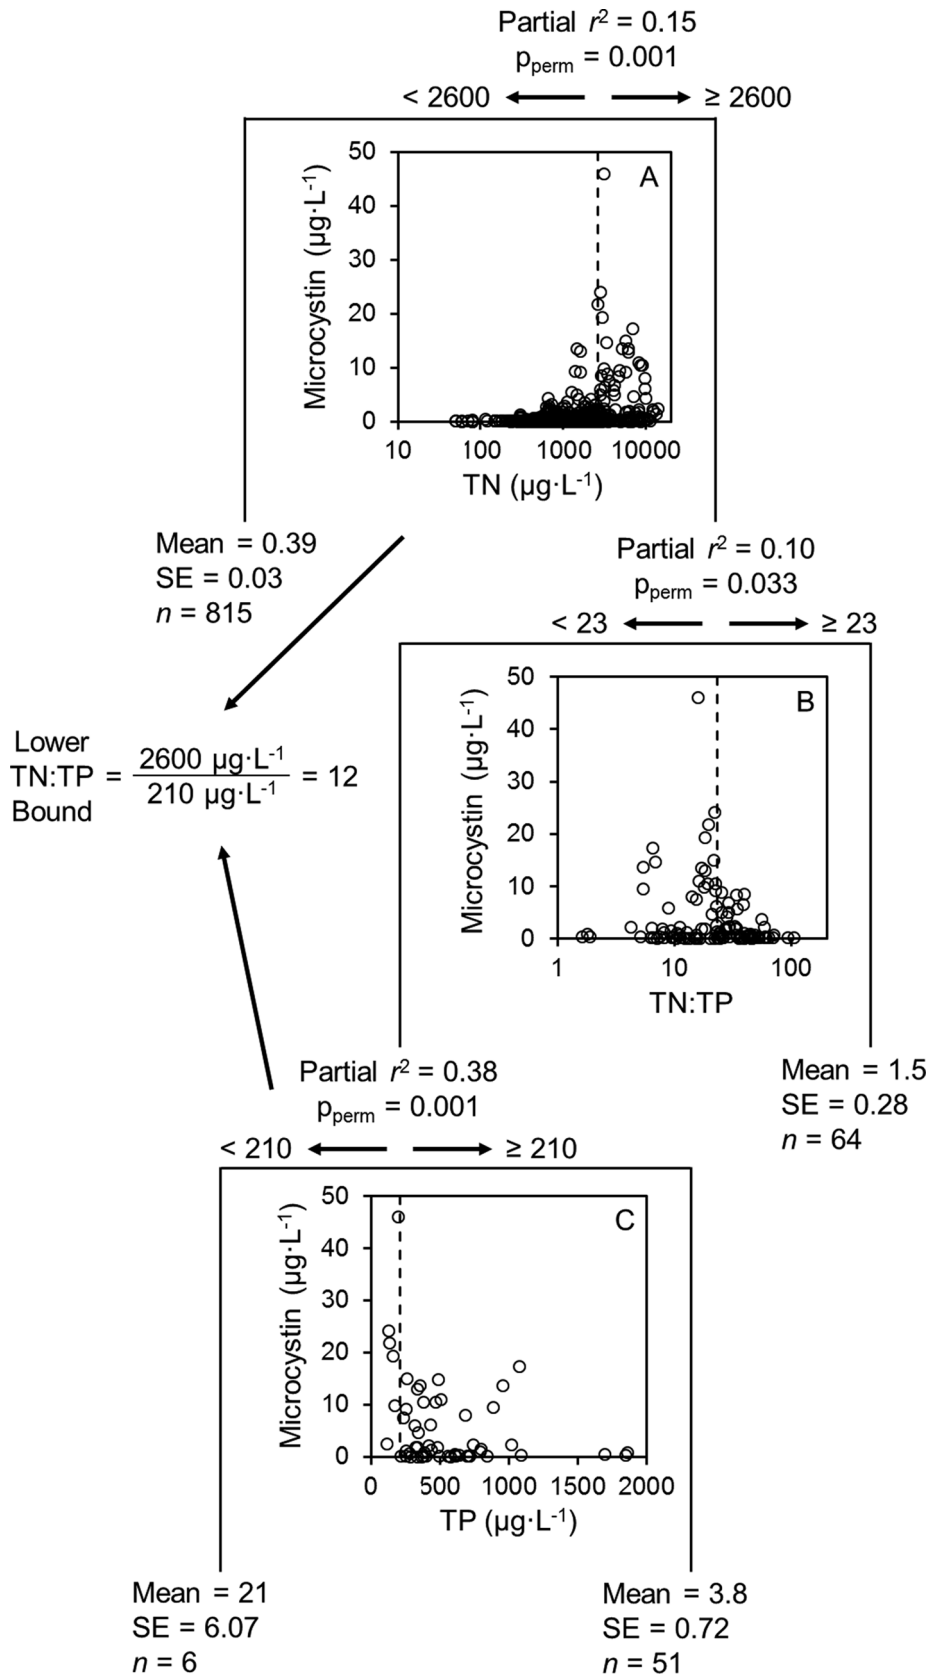 Partial r² = 0.15
pperm = 0.001
< 2600 ≥ 2600
A
50
40
30
20
10
0
Microcystin (µg·L⁻¹)
10 100 1000 10000
TN (µg·L⁻¹)
Mean = 0.39
SE = 0.03
n = 815
Partial r² = 0.10
pperm = 0.033
< 23 ≥ 23
B
50
40
30
20
10
0
Microcystin (µg·L⁻¹)
1 10 100
TN:TP
Lower
TN:TP = 2600 µg·L⁻¹ / 210 µg·L⁻¹ = 12
Bound
Mean = 1.5
SE = 0.28
n = 64
Partial r² = 0.38
pperm = 0.001
< 210 ≥ 210
C
50
40
30
20
10
0
Microcystin (µg·L⁻¹)
0 500 1000 1500 2000
TP (µg·L⁻¹)
Mean = 21
SE = 6.07
n = 6
Mean = 3.8
SE = 0.72
n = 51